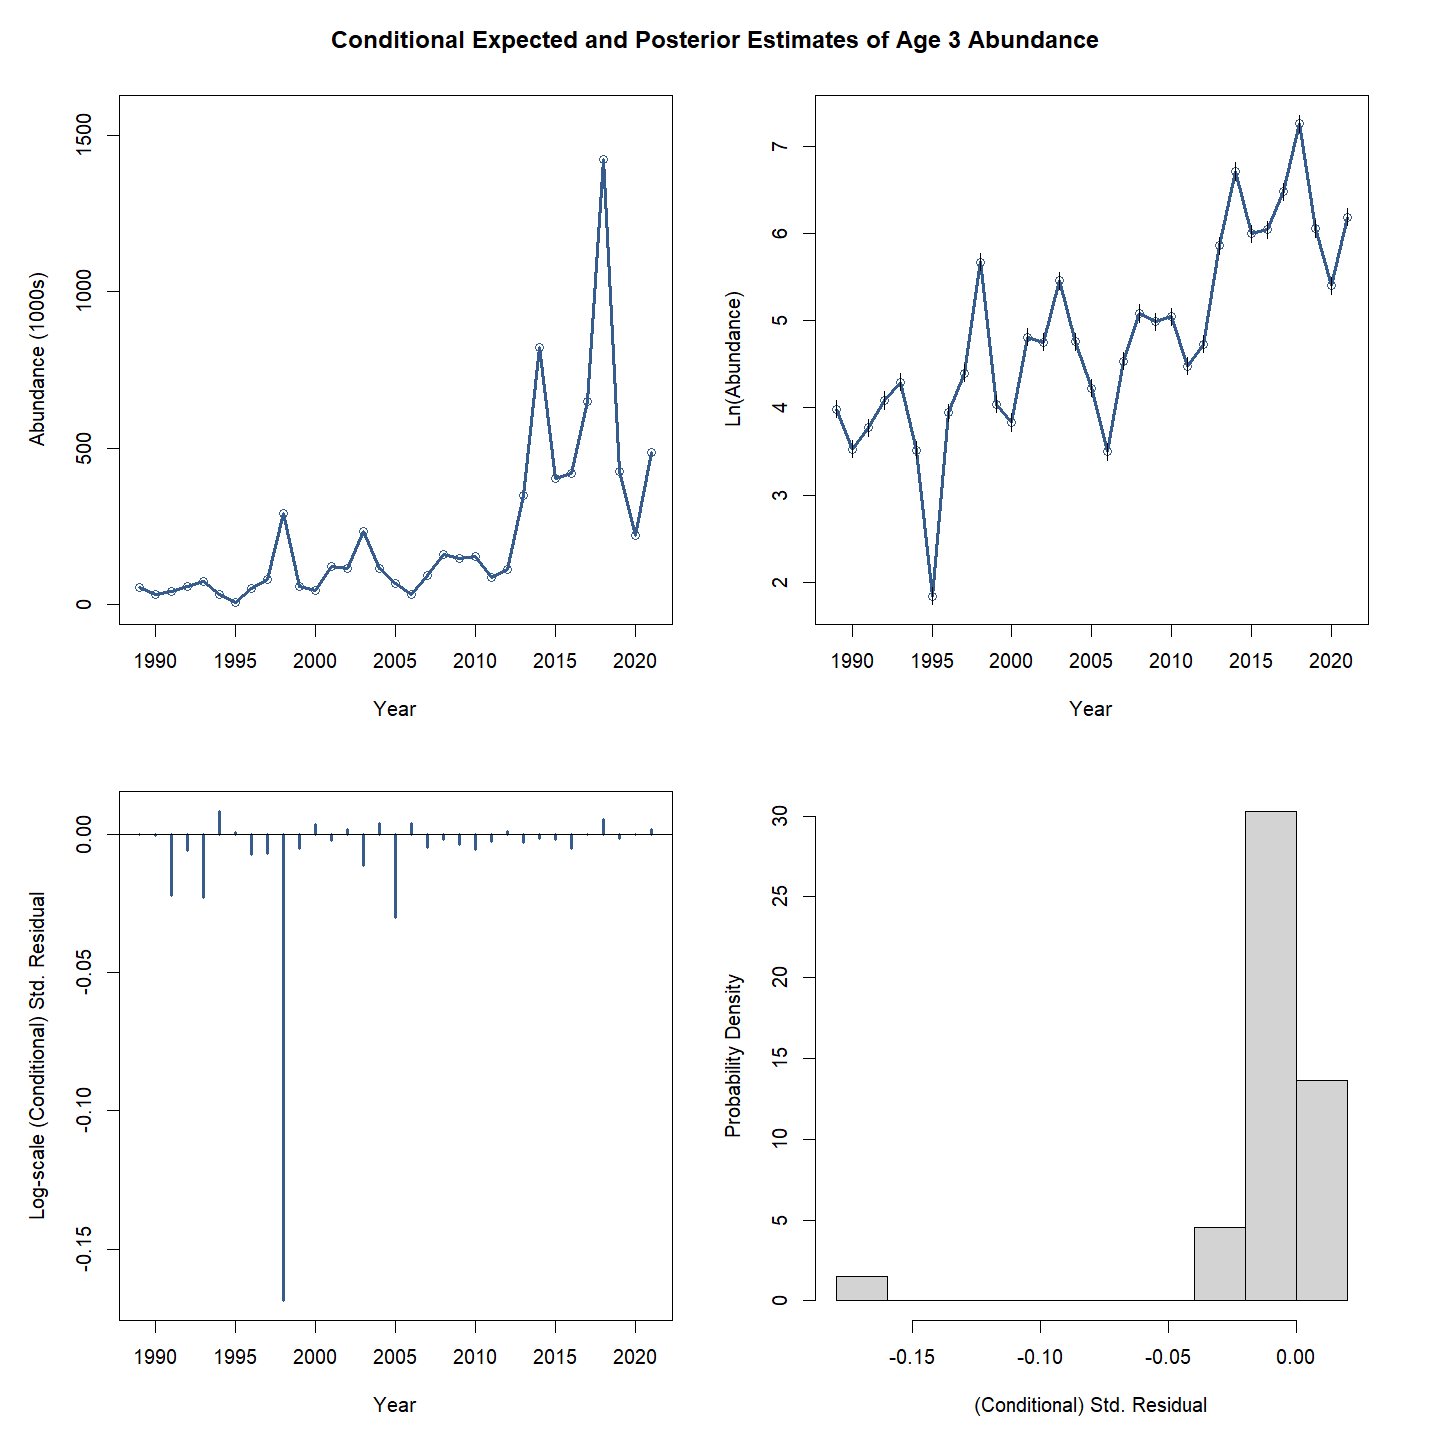 Conditional Expected and Posterior Estimates of Age 3 Abundance
Abundance (1000s)
1500
1000
500
0
1990 1995 2000 2005 2010 2015 2020
Year
Ln(Abundance)
7
6
5
4
3
2
1990 1995 2000 2005 2010 2015 2020
Year
Log-scale (Conditional) Std. Residual
0.00
-0.05
-0.10
-0.15
1990 1995 2000 2005 2010 2015 2020
Year
Probability Density
30
25
20
15
10
5
0
-0.15 -0.10 -0.05 0.00
(Conditional) Std. Residual